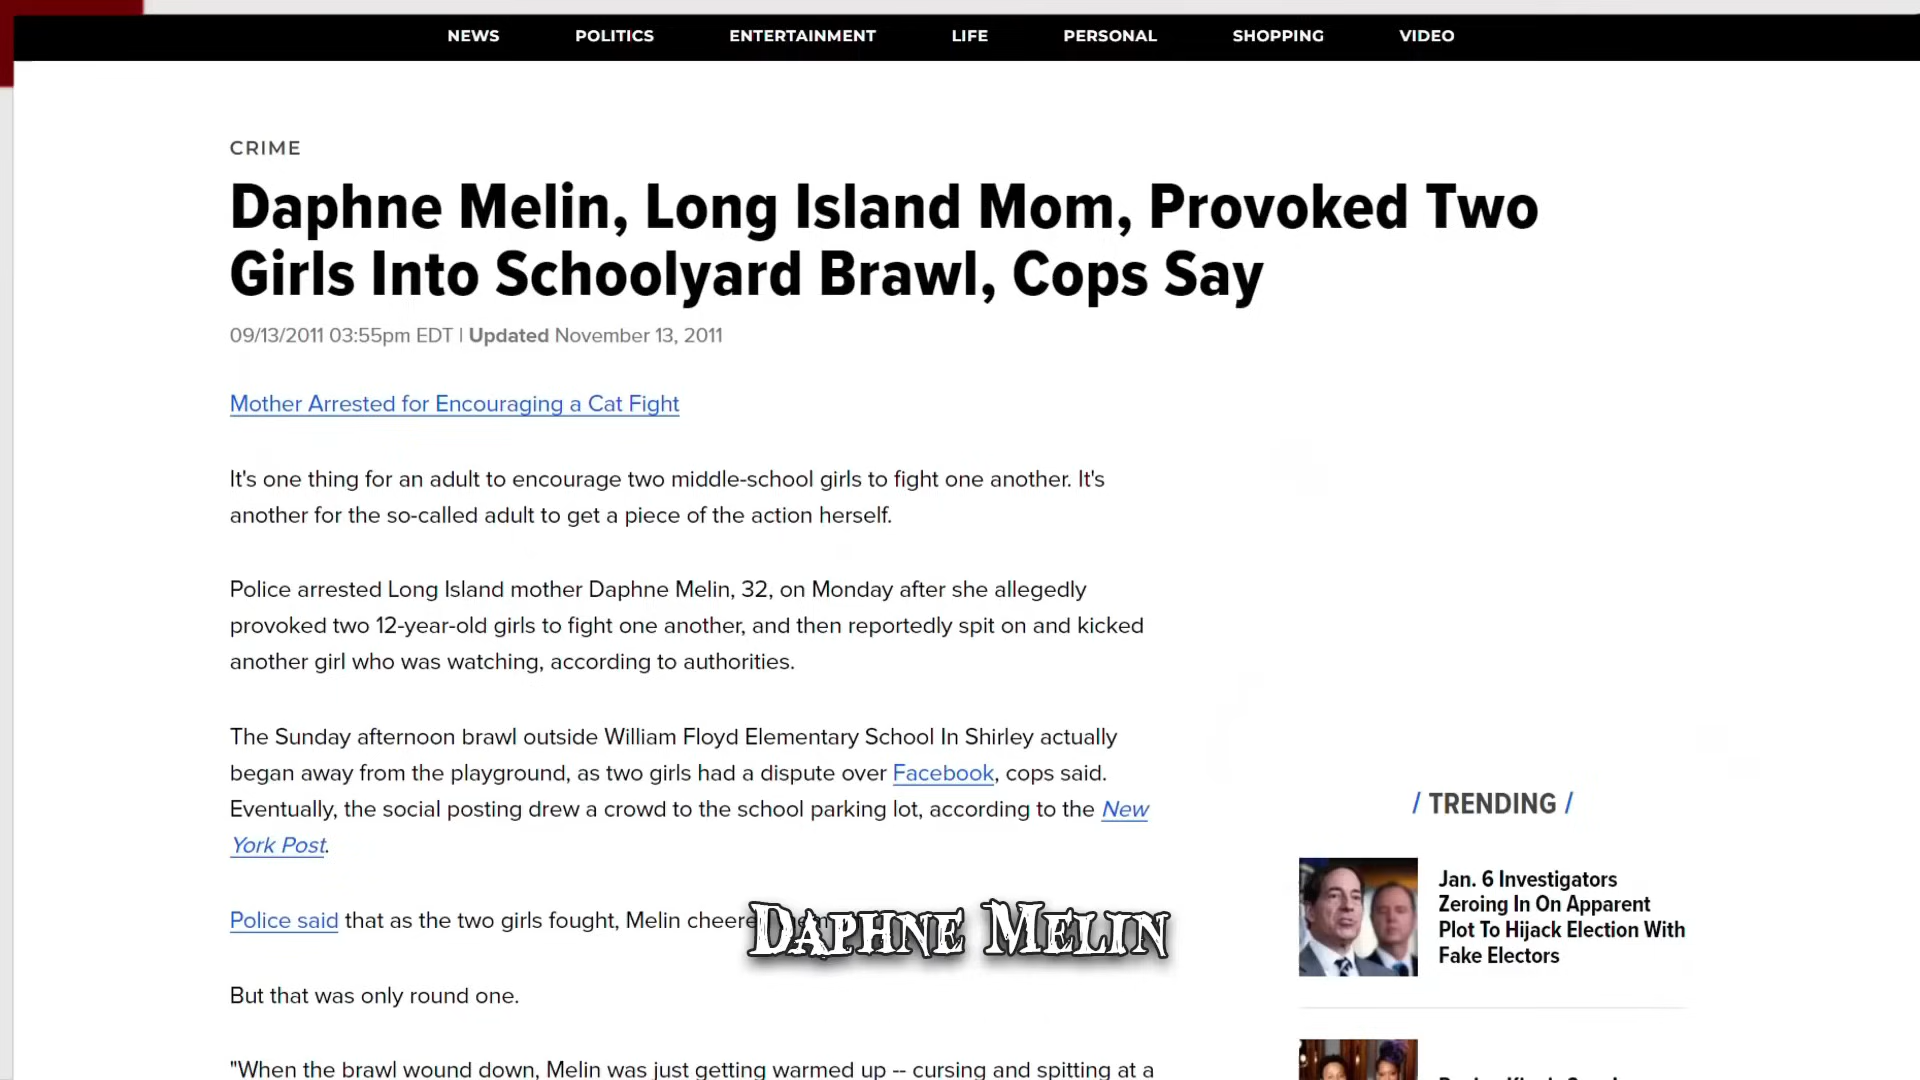 NEWS POLITICS ENTERTAINMENT LIFE PERSONAL SHOPPING VIDEO
CRIME
Daphne Melin, Long Island Mom, Provoked Two
Girls Into Schoolyard Brawl, Cops Say
09/13/2011 03:55pm EDT | Updated November 13, 2011
Mother Arrested for Encouraging a Cat Fight
It's one thing for an adult to encourage two middle-school girls to fight one another. It's
another for the so-called adult to get a piece of the action herself.
Police arrested Long Island mother Daphne Melin, 32, on Monday after she allegedly
provoked two 12-year-old girls to fight one another, and then reportedly spit on and kicked
another girl who was watching, according to authorities.
The Sunday afternoon brawl outside William Floyd Elementary School In Shirley actually
began away from the playground, as two girls had a dispute over Facebook, cops said.
Eventually, the social posting drew a crowd to the school parking lot, according to the New
York Post.
Police said that as the two girls fought, Melin
Daphne Melin
But that was only round one.
"When the brawl wound down, Melin was just getting warmed up -- cursing and spitting at a
/ TRENDING /
Jan. 6 Investigators
Zeroing In On Apparent
Plot To Hijack Election With
Fake Electors